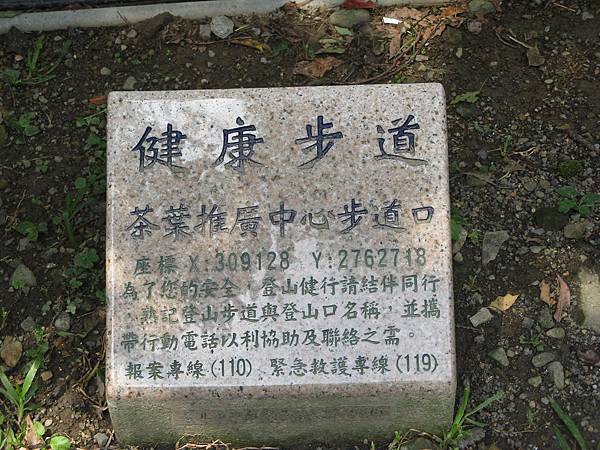 健康步道
茶葉推廣中心步道口
座標 X:309128 Y:2762718
為了您的安全，登山健行請結伴同行
，熟記登山步道與登山口名稱，並攜
帶行動電話以利協助及聯絡之需。
報案專線(110) 緊急救護專線(119)